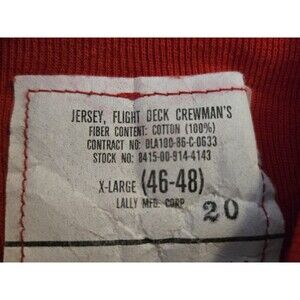 JERSEY, FLIGHT DECK CREWMAN'S
FIBER CONTENT: COTTON (100%)
CONTRACT NO: DLA100-86-C-0633
STOCK NO: 8415-00-914-4143
X-LARGE (46-48)
LALLY MFG. CORP
20